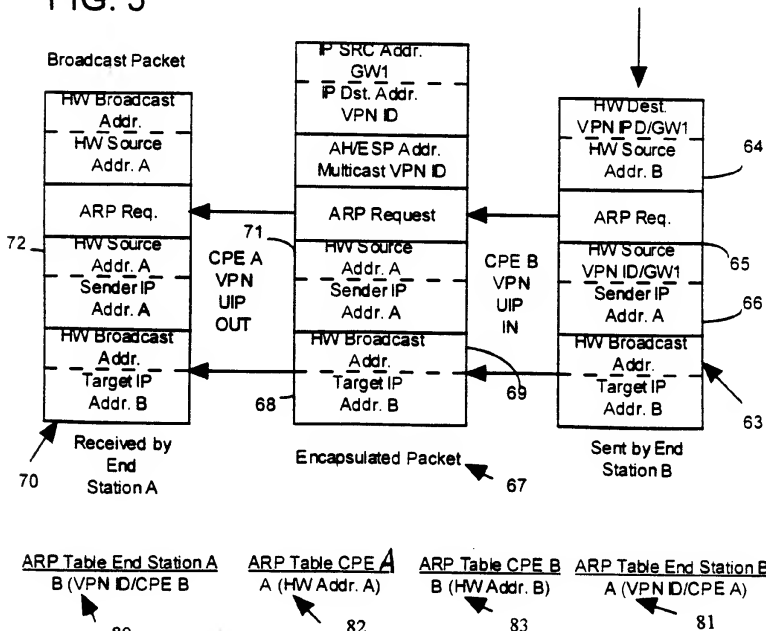 FIG. 5
Broadcast Packet
HW Broadcast
Addr.
HW Source
Addr. A
ARP Req.
HW Source
Addr. A
Sender IP
Addr. A
HW Broadcast
Addr.
Target IP
Addr. B
72
70
Received by
End
Station A
CPE A
VPN
UIP
OUT
IP SRC Addr.
GW1
IP Dst. Addr.
VPN ID
AH/ESP Addr.
Multicast VPN ID
ARP Request
71
HW Source
Addr. A
Sender IP
Addr. A
HW Broadcast
Addr.
Target IP
Addr. B
68
69
Encapsulated Packet
67
CPE B
VPN
UIP
IN
HW Dest.
VPN IPD/GW1
HW Source
Addr. B
64
ARP Req.
HW Source
VPN ID/GW1
65
Sender IP
Addr. A
66
HW Broadcast
Addr.
Target IP
Addr. B
63
Sent by End
Station B
ARP Table End Station A
B (VPN ID/CPE B
80
ARP Table CPE A
A (HW Addr. A)
82
ARP Table CPE B
B (HW Addr. B)
83
ARP Table End Station B
A (VPN ID/CPE A)
81